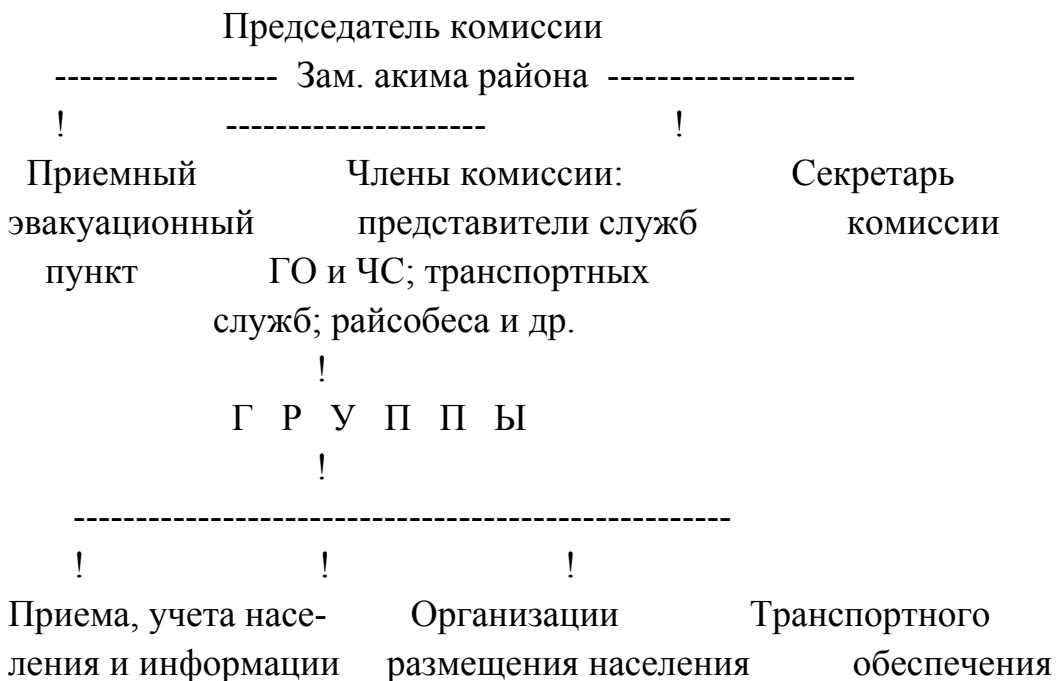 Председатель комиссии
------------------ Зам. акима района --------------------
! --------------------- !
Приемный Члены комиссии: Секретарь
эвакуационный представители служб комиссии
пункт ГО и ЧС; транспортных
служб; райсобеса и др.
!
Г Р У П П Ы
!
-----------------------------------------------------
! ! !
Приема, учета насе- Организации Транспортного
ления и информации размещения населения обеспечения